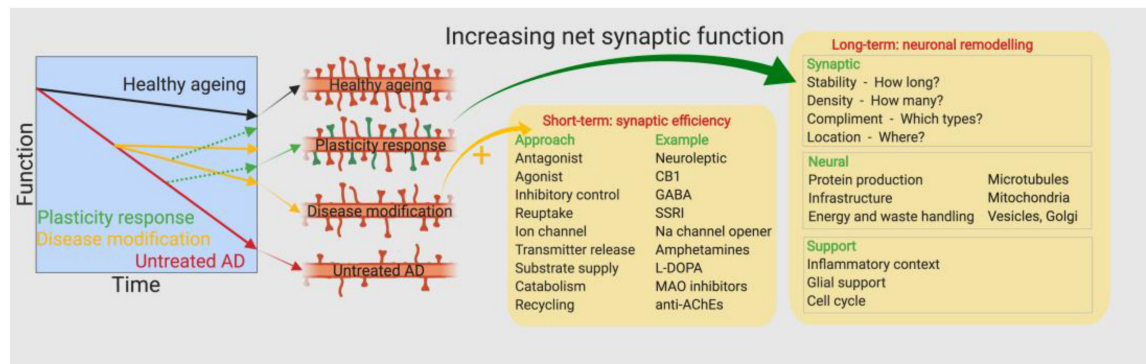 Increasing net synaptic function
Healthy ageing
Function
Plasticity response
Disease modification
Untreated AD
Time
Healthy ageing
Plasticity response
Disease modification
Untreated AD
+
Short-term: synaptic efficiency
Approach Example
Antagonist Neuroleptic
Agonist CB1
Inhibitory control GABA
Reuptake SSRI
Ion channel Na channel opener
Transmitter release Amphetamines
Substrate supply L-DOPA
Catabolism MAO inhibitors
Recycling anti-AChEs
Long-term: neuronal remodelling
Synaptic
Stability - How long?
Density - How many?
Compliment - Which types?
Location - Where?
Neural
Protein production Microtubules
Infrastructure Mitochondria
Energy and waste handling Vesicles, Golgi
Support
Inflammatory context
Glial support
Cell cycle